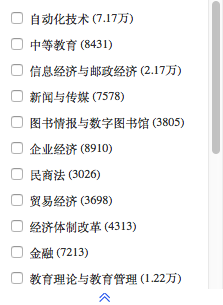 自动化技术 (7.17万)
中等教育 (8431)
信息经济与邮政经济 (2.17万)
新闻与传媒 (7578)
图书情报与数字图书馆 (3805)
企业经济 (8910)
民商法 (3026)
贸易经济 (3698)
经济体制改革 (4313)
金融 (7213)
教育理论与教育管理 (1.22万)